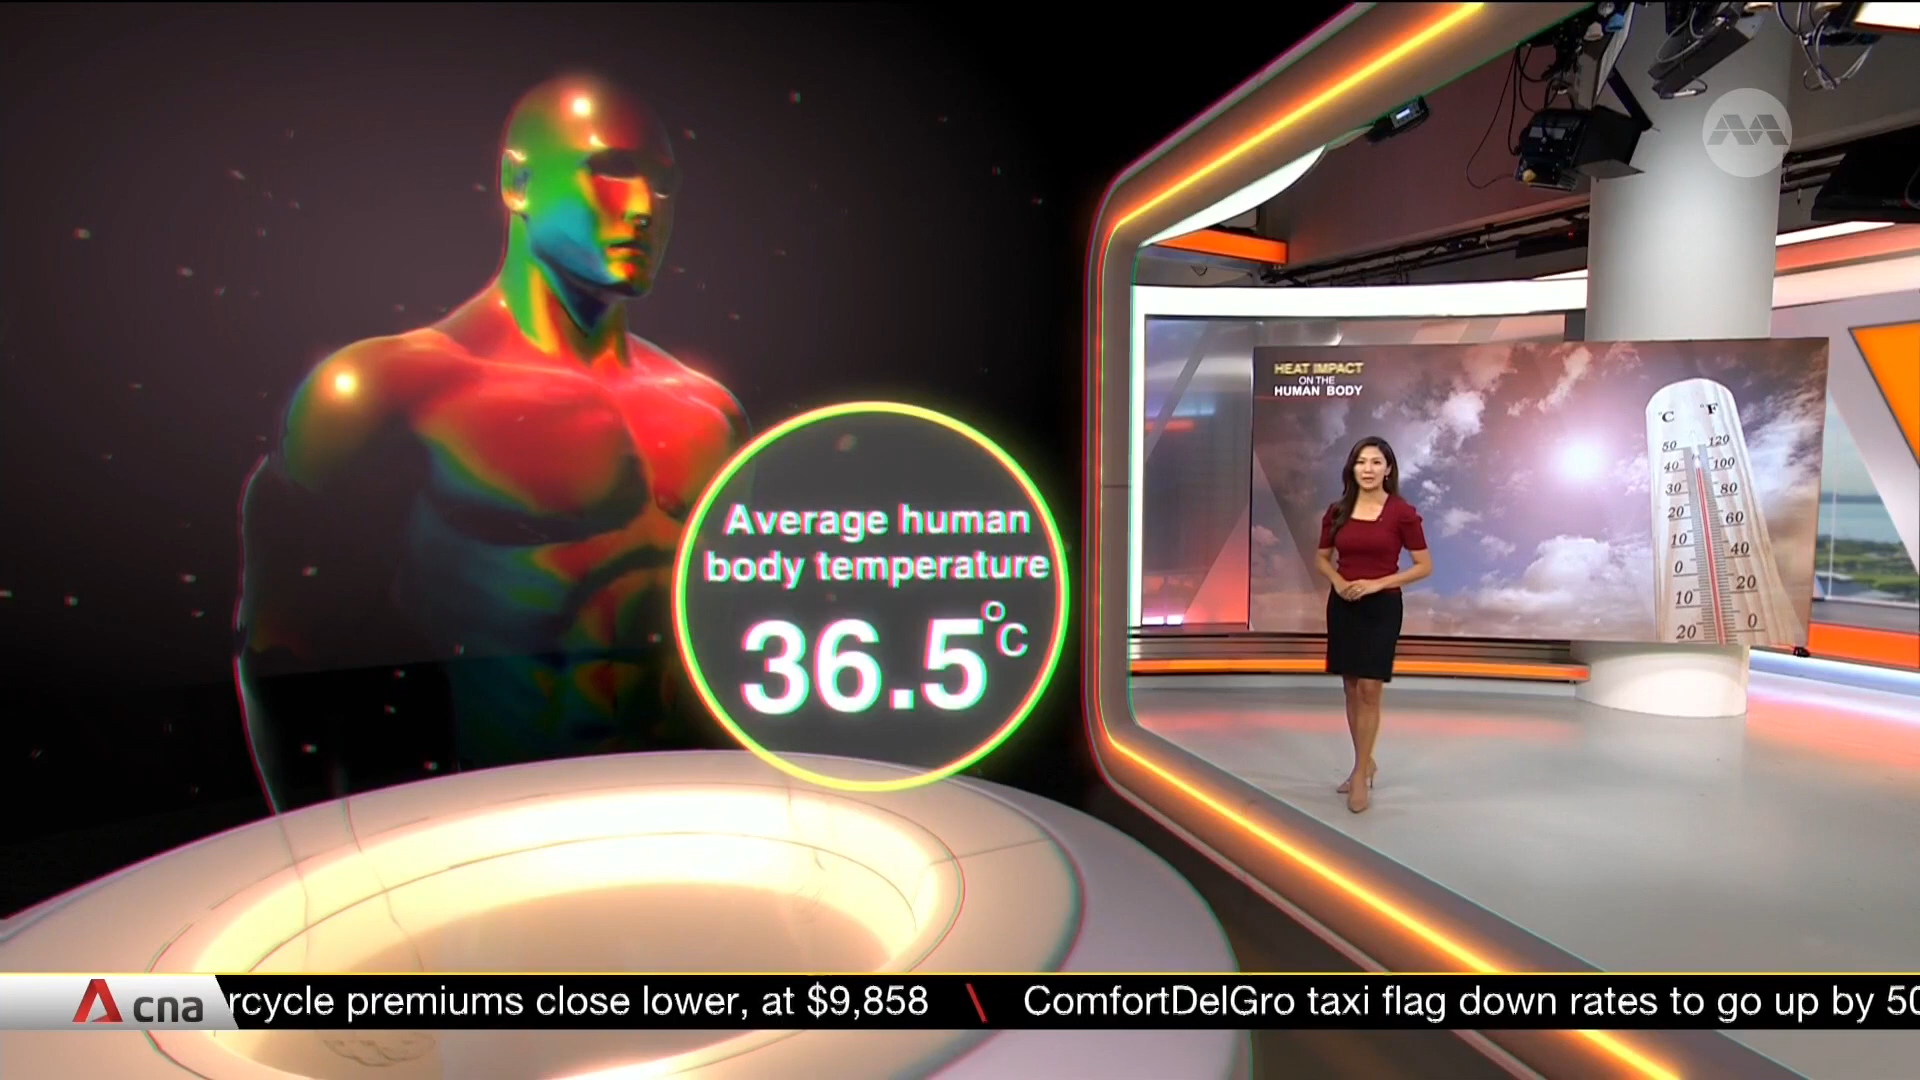 Average human
body temperature
36.5°C
HEAT IMPACT
ON THE
HUMAN BODY
°C °F
50 120
40 100
30 80
20 60
10 40
0 20
10 0
20
cna
rcycle premiums close lower, at $9,858 \ ComfortDelGro taxi flag down rates to go up by 50